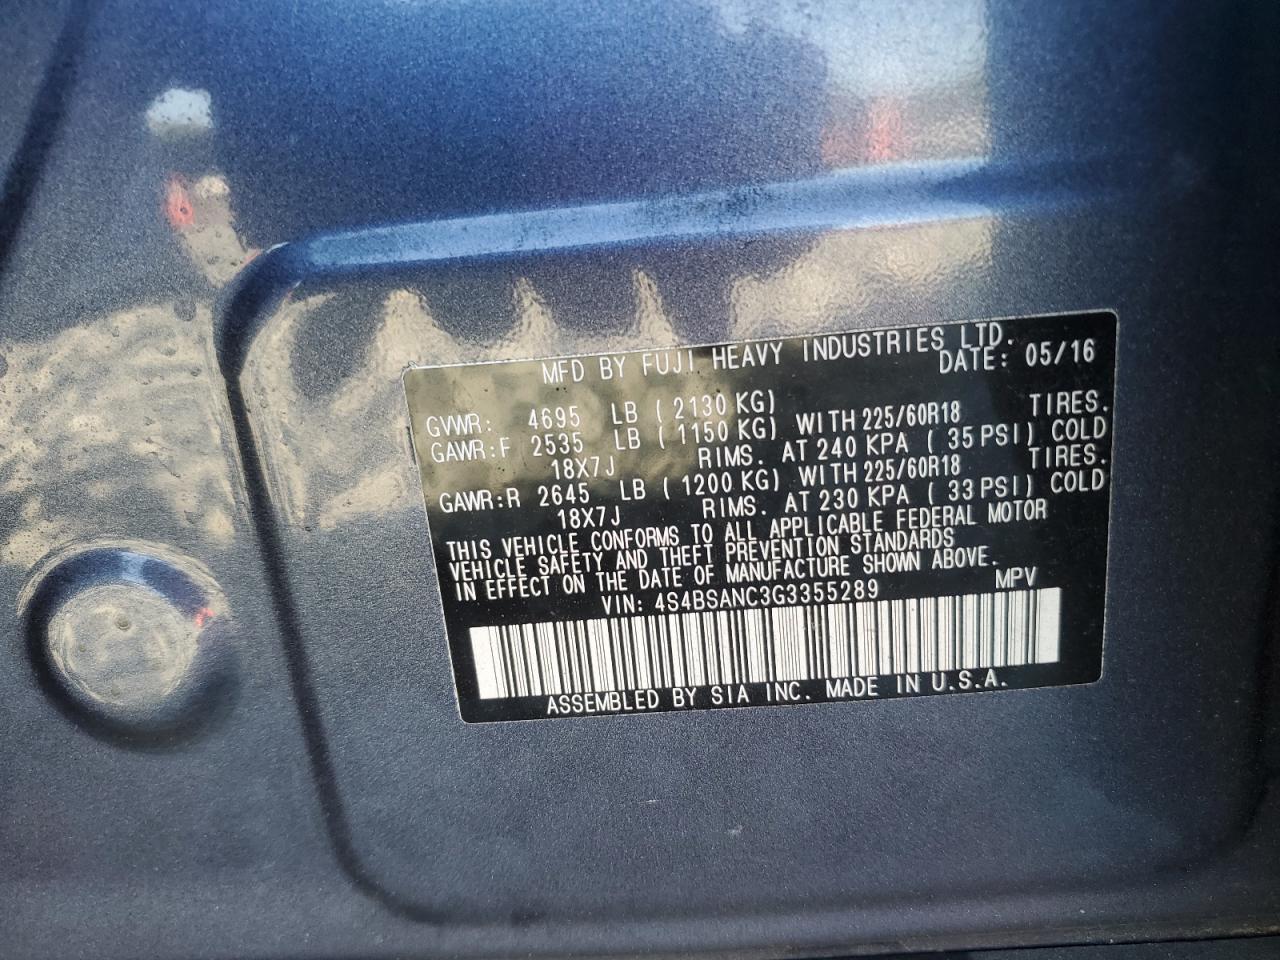 MFD BY FUJI HEAVY INDUSTRIES LTD.
DATE: 05/16
GVWR: 4695 LB ( 2130 KG)
GAWR:F 2535 LB ( 1150 KG) WITH 225/60R18 TIRES.
18X7J RIMS. AT 240 KPA ( 35 PSI) COLD
GAWR:R 2645 LB ( 1200 KG) WITH 225/60R18 TIRES.
18X7J RIMS. AT 230 KPA ( 33 PSI) COLD
THIS VEHICLE CONFORMS TO ALL APPLICABLE FEDERAL MOTOR
VEHICLE SAFETY AND THEFT PREVENTION STANDARDS
IN EFFECT ON THE DATE OF MANUFACTURE SHOWN ABOVE.
VIN: 4S4BSANC3G3355289 MPV
ASSEMBLED BY SIA INC. MADE IN U.S.A.